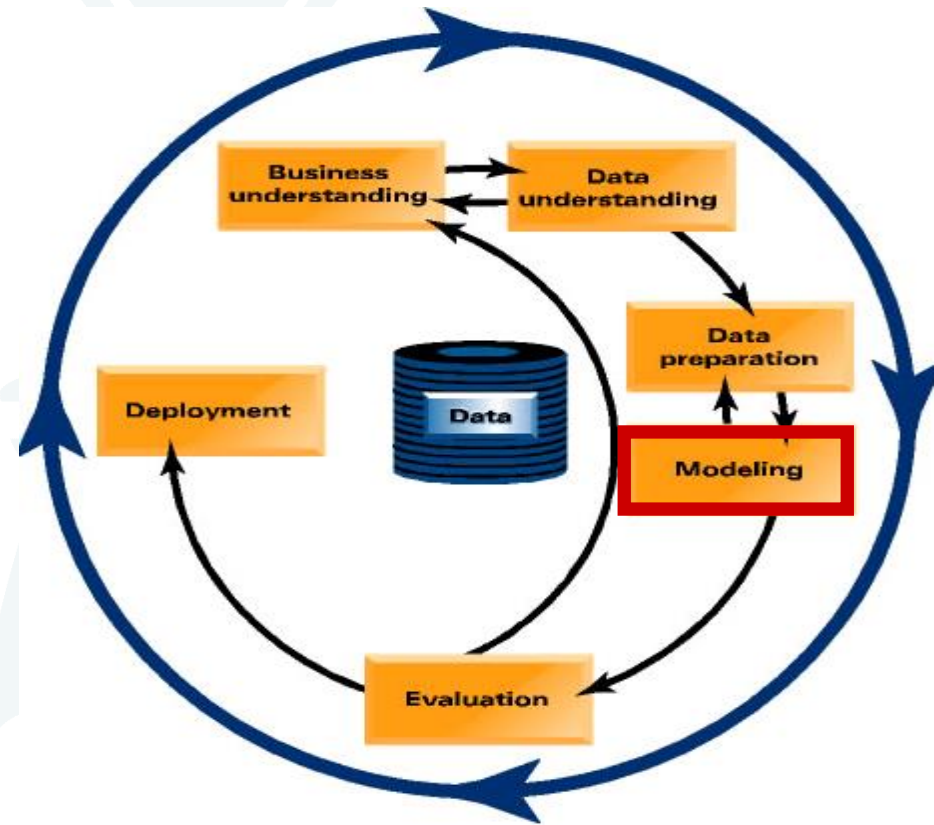 Business
understanding
Data
understanding
Data
preparation
Deployment
Data
Modeling
Evaluation